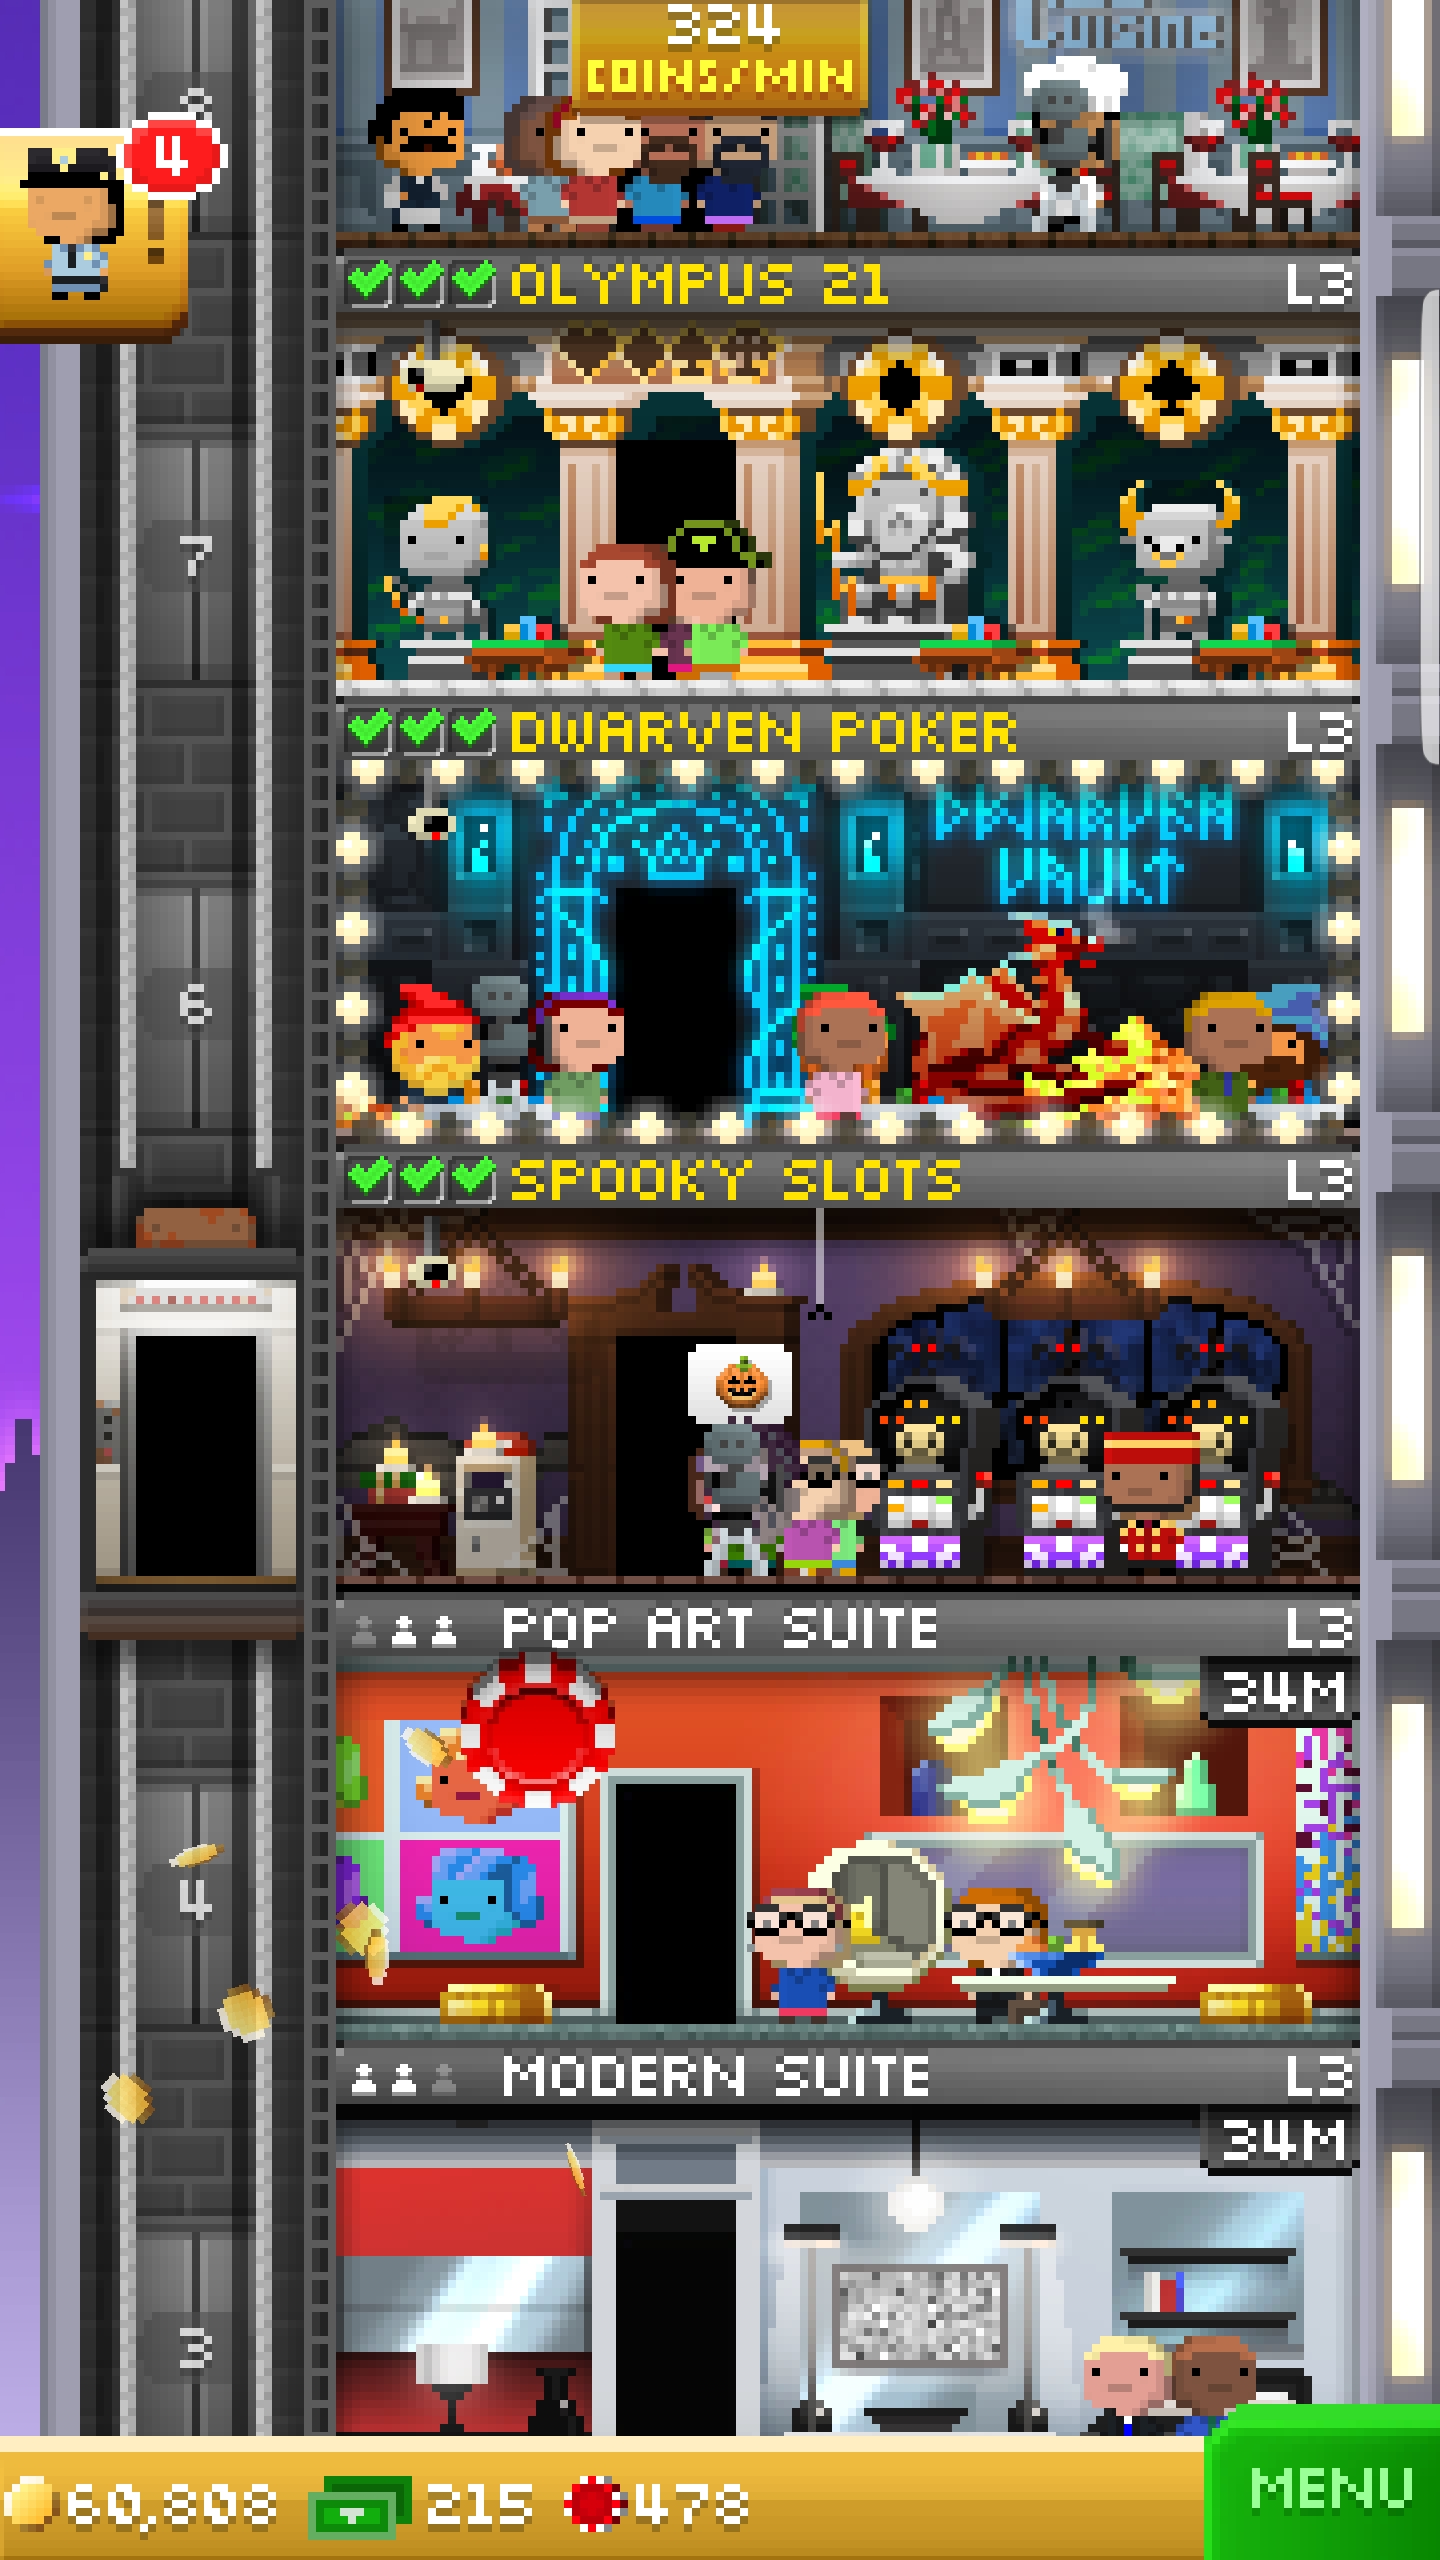 Cuisine
324
COINS/MIN
4
OLYMPUS 21 L3
7
DWARVEN POKER L3
DWARVEN
VAULT
6
SPOOKY SLOTS L3
POP ART SUITE L3
34M
4
MODERN SUITE L3
34M
3
60,808 215 478
MENU